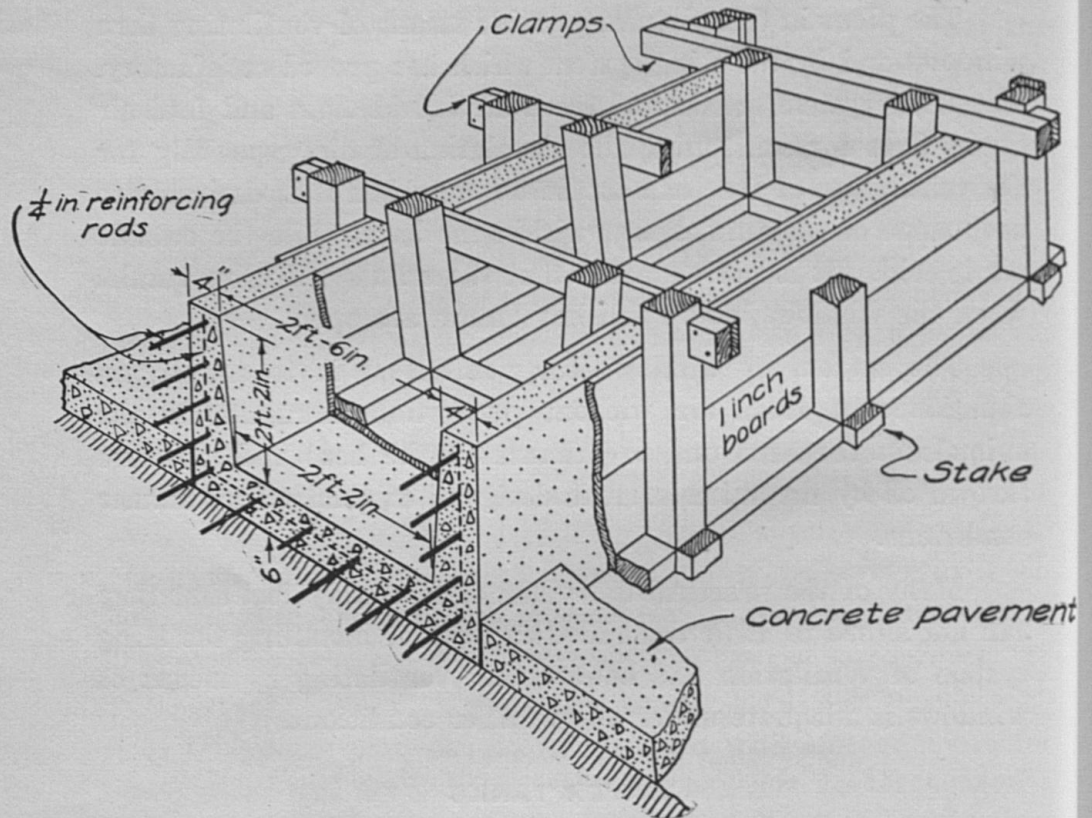 Clamps
¼ in reinforcing
rods
4"
2ft-6in.
2ft-2in.
4"
2ft-2in.
6"
1 inch
boards
Stake
Concrete pavement